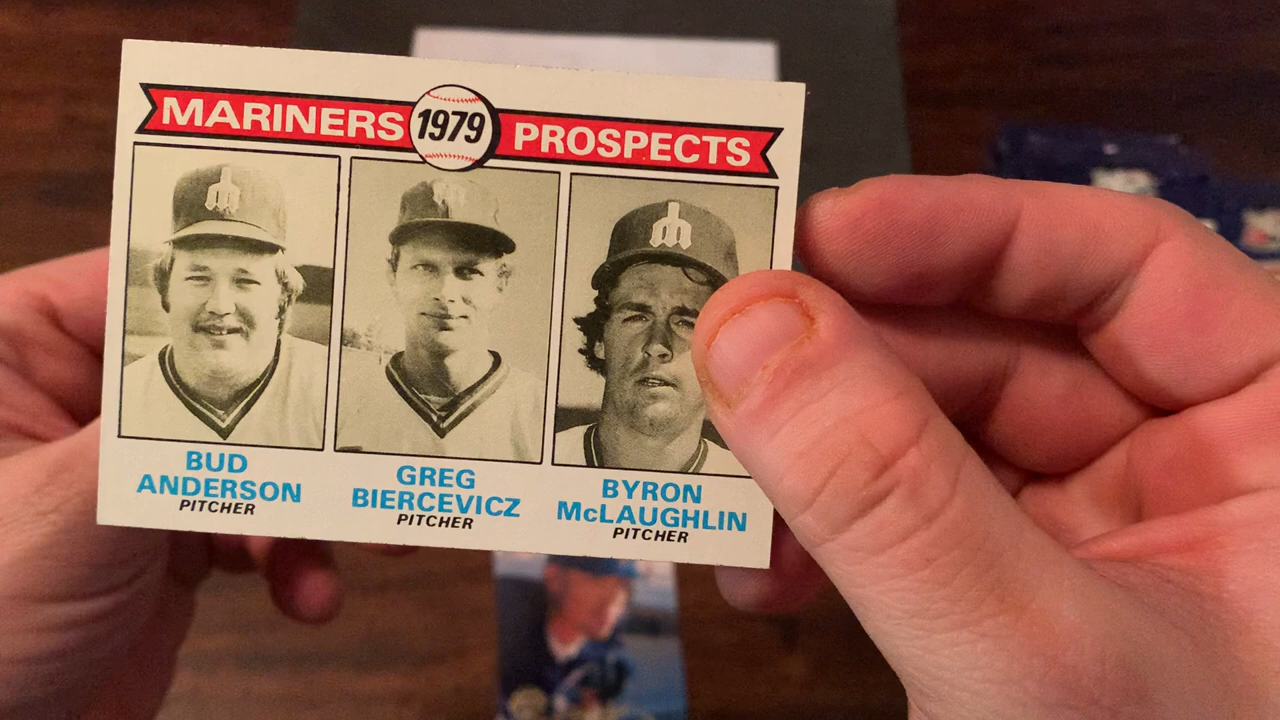 MARINERS 1979 PROSPECTS
BUD
ANDERSON
PITCHER
GREG
BIERCEVICZ
PITCHER
BYRON
McLAUGHLIN
PITCHER